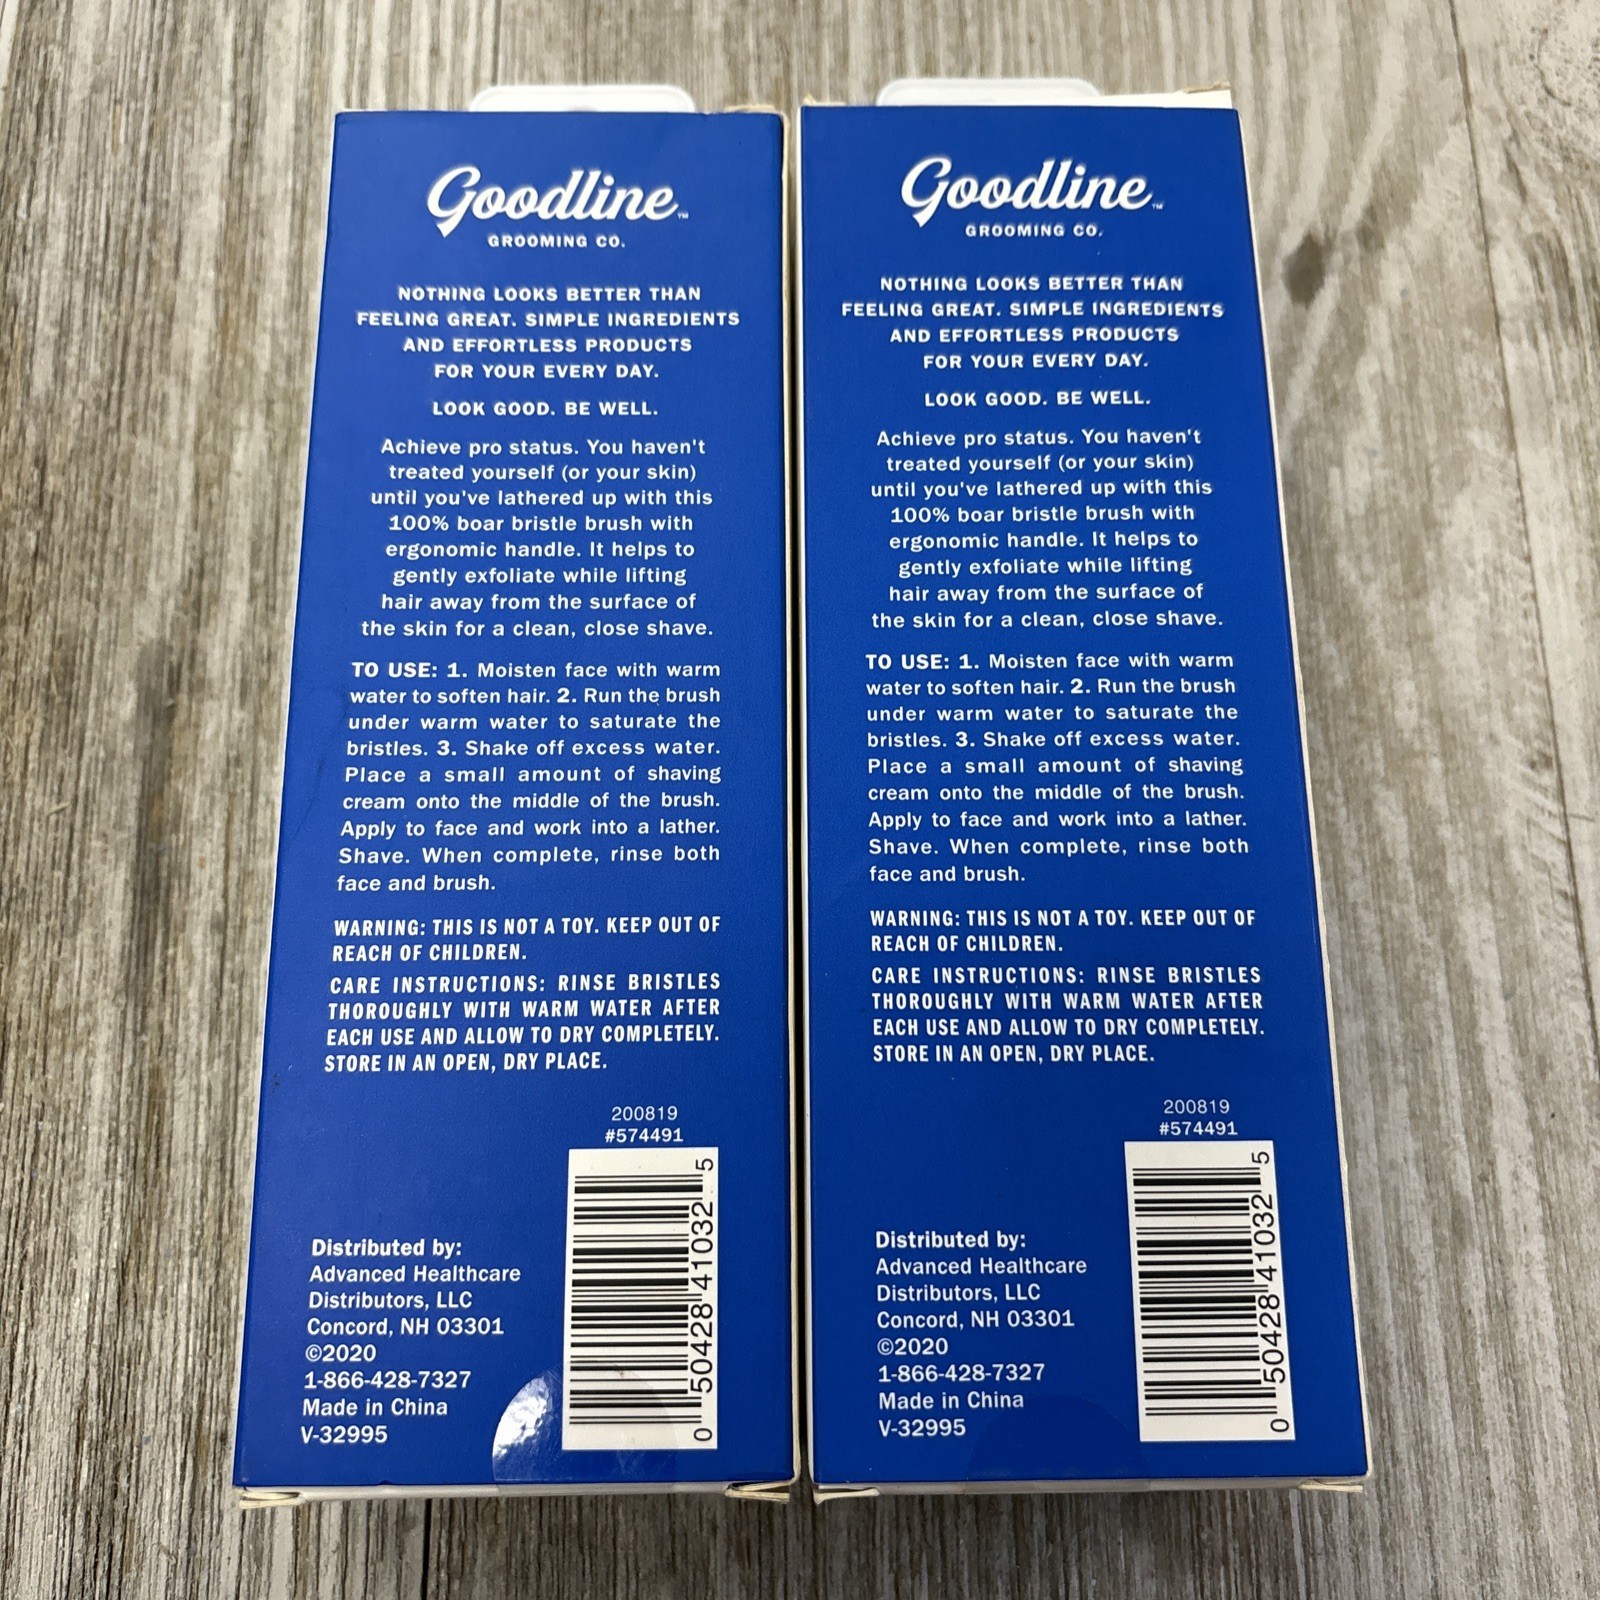 Goodline™
GROOMING CO.
NOTHING LOOKS BETTER THAN
FEELING GREAT. SIMPLE INGREDIENTS
AND EFFORTLESS PRODUCTS
FOR YOUR EVERY DAY.
LOOK GOOD. BE WELL.
Achieve pro status. You haven't
treated yourself (or your skin)
until you've lathered up with this
100% boar bristle brush with
ergonomic handle. It helps to
gently exfoliate while lifting
hair away from the surface of
the skin for a clean, close shave.
TO USE: 1. Moisten face with warm
water to soften hair. 2. Run the brush
under warm water to saturate the
bristles. 3. Shake off excess water.
Place a small amount of shaving
cream onto the middle of the brush.
Apply to face and work into a lather.
Shave. When complete, rinse both
face and brush.
WARNING: THIS IS NOT A TOY. KEEP OUT OF
REACH OF CHILDREN.
CARE INSTRUCTIONS: RINSE BRISTLES
THOROUGHLY WITH WARM WATER AFTER
EACH USE AND ALLOW TO DRY COMPLETELY.
STORE IN AN OPEN, DRY PLACE.
200819
#574491
0 50428 41032 5
Distributed by:
Advanced Healthcare
Distributors, LLC
Concord, NH 03301
©2020
1-866-428-7327
Made in China
V-32995
Goodline™
GROOMING CO.
NOTHING LOOKS BETTER THAN
FEELING GREAT. SIMPLE INGREDIENTS
AND EFFORTLESS PRODUCTS
FOR YOUR EVERY DAY.
LOOK GOOD. BE WELL.
Achieve pro status. You haven't
treated yourself (or your skin)
until you've lathered up with this
100% boar bristle brush with
ergonomic handle. It helps to
gently exfoliate while lifting
hair away from the surface of
the skin for a clean, close shave.
TO USE: 1. Moisten face with warm
water to soften hair. 2. Run the brush
under warm water to saturate the
bristles. 3. Shake off excess water.
Place a small amount of shaving
cream onto the middle of the brush.
Apply to face and work into a lather.
Shave. When complete, rinse both
face and brush.
WARNING: THIS IS NOT A TOY. KEEP OUT OF
REACH OF CHILDREN.
CARE INSTRUCTIONS: RINSE BRISTLES
THOROUGHLY WITH WARM WATER AFTER
EACH USE AND ALLOW TO DRY COMPLETELY.
STORE IN AN OPEN, DRY PLACE.
200819
#574491
0 50428 41032 5
Distributed by:
Advanced Healthcare
Distributors, LLC
Concord, NH 03301
©2020
1-866-428-7327
Made in China
V-32995